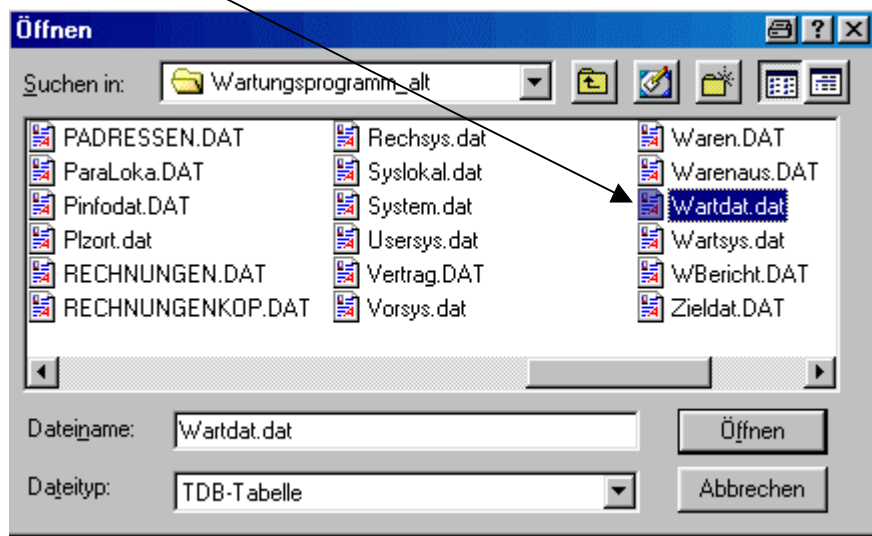 Öffnen
Suchen in: Wartungsprogramm_alt
PADRESSEN.DAT Rechsys.dat Waren.DAT
ParaLoka.DAT Syslokal.dat Warenaus.DAT
Pinfodat.DAT System.dat Wartdat.dat
Plzort.dat Usersys.dat Wartsys.dat
RECHNUNGEN.DAT Vertrag.DAT WBericht.DAT
RECHNUNGENKOP.DAT Vorsys.dat Zieldat.DAT
Dateiname: Wartdat.dat Öffnen
Dateityp: TDB-Tabelle Abbrechen